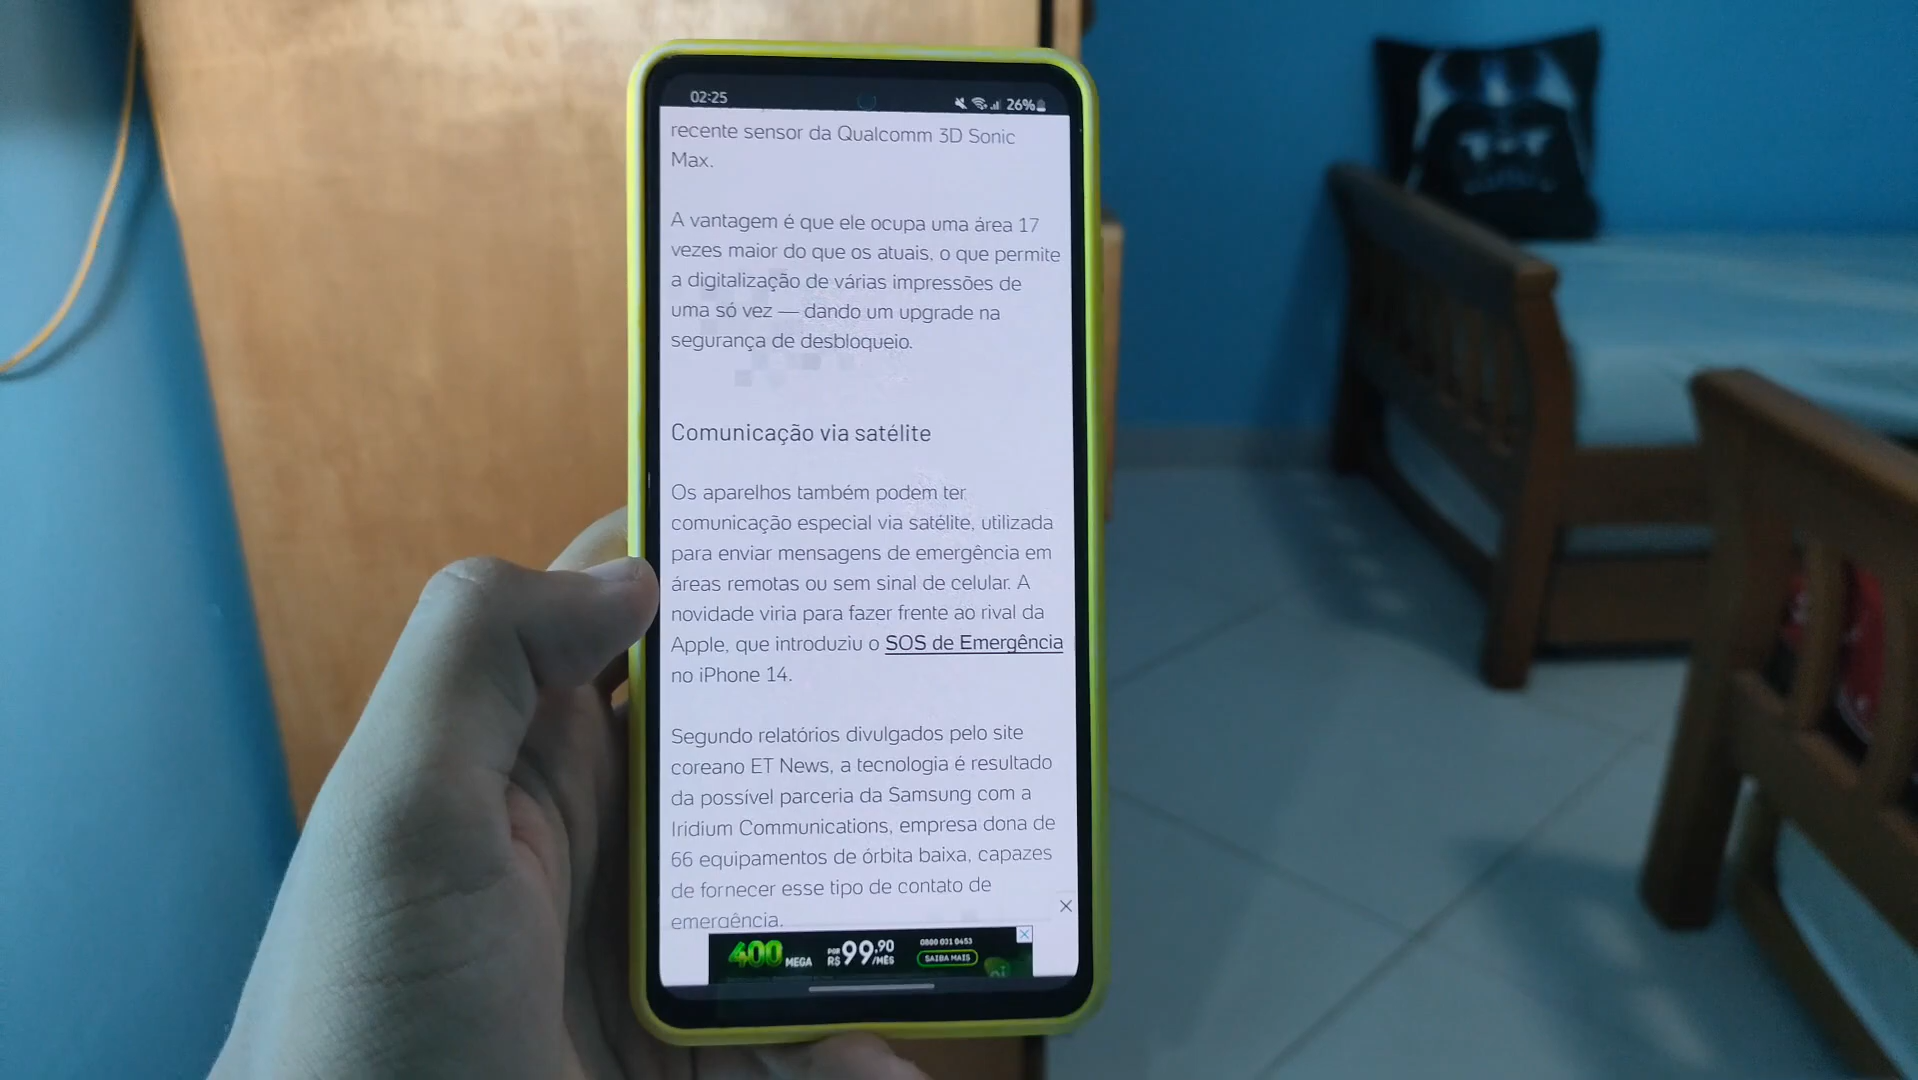 02:25
26%
recente sensor da Qualcomm 3D Sonic
Max.
A vantagem é que ele ocupa uma área 17
vezes maior do que os atuais, o que permite
a digitalização de várias impressões de
uma só vez — dando um upgrade na
segurança de desbloqueio.
Comunicação via satélite
Os aparelhos também podem ter
comunicação especial via satélite, utilizada
para enviar mensagens de emergência em
áreas remotas ou sem sinal de celular. A
novidade viria para fazer frente ao rival da
Apple, que introduziu o SOS de Emergência
no iPhone 14.
Segundo relatórios divulgados pelo site
coreano ET News, a tecnologia é resultado
da possível parceria da Samsung com a
Iridium Communications, empresa dona de
66 equipamentos de órbita baixa, capazes
de fornecer esse tipo de contato de
emergência.
400 MEGA POR R$ 99,90 /MÊS 0800 031 0453
SAIBA MAIS
oi